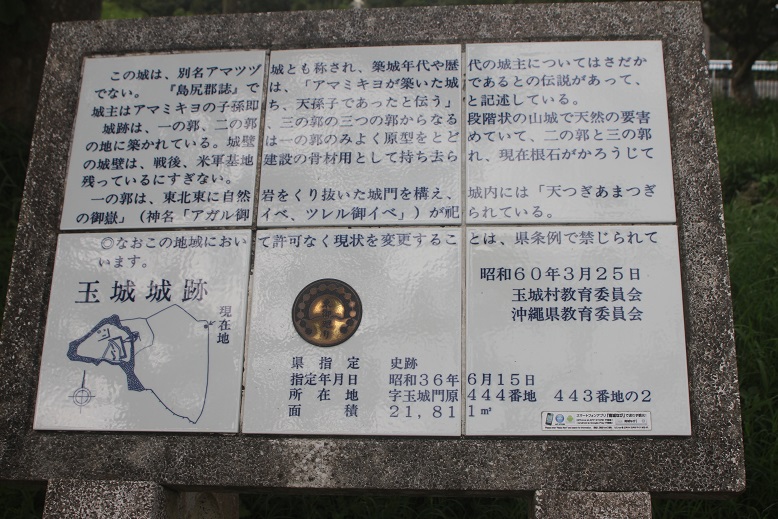 この城は、別名アマツヅ城とも称され、築城年代や歴代の城主についてはさだか
でない。『島尻郡誌』では、「アマミキヨが築いた城であるとの伝説があって、
城主はアマミキヨの子孫即ち、天孫子であったと伝う」と記述している。
城跡は、一の郭、二の郭、三の郭の三つの郭からなる段階状の山城で天然の要害
の地に築かれている。城壁は一の郭のみよく原型をとどめていて、二の郭と三の郭
の城壁は、戦後、米軍基地建設の骨材用として持ち去られ、現在根石がかろうじて
残っているにすぎない。
一の郭は、東北東に自然岩をくり抜いた城門を構え、城内には「天つぎあまつぎ
の御嶽」（神名「アガル御イベ、ツレル御イベ」）が祀られている。
◎なおこの地城において許可なく現状を変更することは、県条例で禁じられて
います。
玉城城跡
現在地
県指定 史跡
指定年月日 昭和36年6月15日
所在地 字玉城門原444番地 443番地の2
面積 21,811㎡
昭和60年3月25日
玉城村教育委員会
沖縄県教育委員会